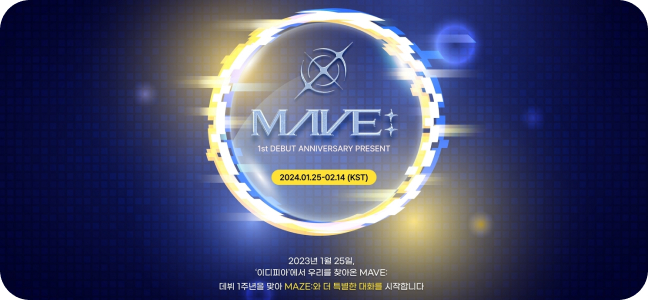 MAVE:
1st DEBUT ANNIVERSARY PRESENT
2024.01.25-02.14 (KST)
2023년 1월 25일,
'이디피아'에서 우리를 찾아온 MAVE:
데뷔 1주년을 맞아 MAZE:와 더 특별한 대화를 시작합니다